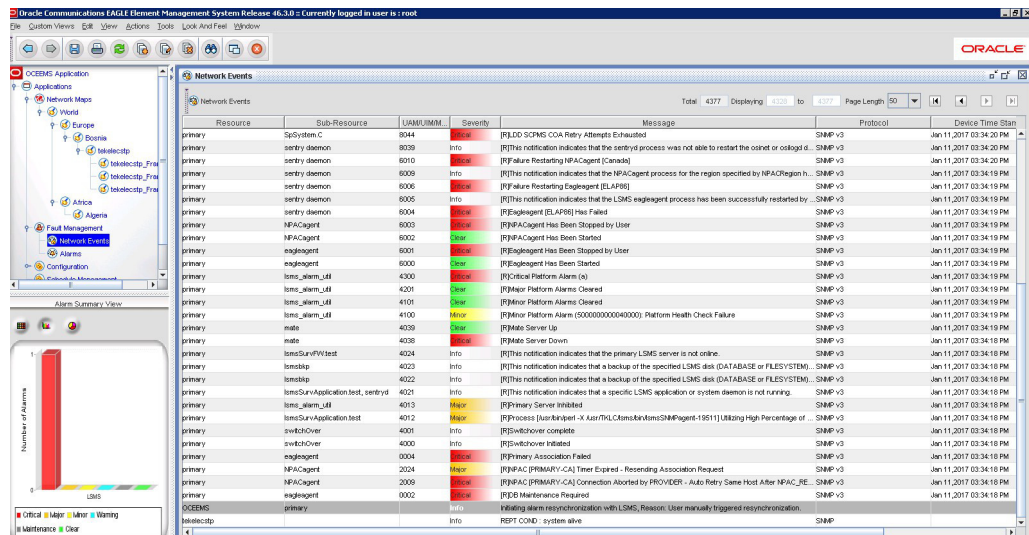 Oracle Communications EAGLE Element Management System Release 46.3.0 :: Currently logged in user is : root
File Custom Views Edit View Actions Tools Look And Feel Window
ORACLE
OCEEMS Application
Applications
Network Maps
World
Europe
Bosnia
tekelecstp
tekelecstp_Fra
tekelecstp_Fra
tekelecstp_Fra
Africa
Algeria
Fault Management
Network Events
Alarms
Configuration
Schedule Management
Alarm Summary View
Number of Alarms
1
0
LSMS
Critical Major Minor Warning
Maintenance Clear
Network Events
Network Events Total 4377 Displaying 4328 to 4377 Page Length 50
Resource Sub-Resource UAM/UIM/M... Severity Message Protocol Device Time Stam
primary SpSystem.C 8044 Critical [R]LDD SCPMS COA Retry Attempts Exhausted SNMP v3 Jan 11,2017 03:34:20 PM
primary sentry daemon 8039 Info [R]This notification indicates that the sentryd process was not able to restart the osinet or osilogd d... SNMP v3 Jan 11,2017 03:34:20 PM
primary sentry daemon 6010 Critical [R]Failure Restarting NPACagent [Canada] SNMP v3 Jan 11,2017 03:34:20 PM
primary sentry daemon 6009 Info [R]This notification indicates that the NPACagent process for the region specified by NPACRegion h... SNMP v3 Jan 11,2017 03:34:19 PM
primary sentry daemon 6006 Critical [R]Failure Restarting Eagleagent [ELAP86] SNMP v3 Jan 11,2017 03:34:19 PM
primary sentry daemon 6005 Info [R]This notification indicates that the LSMS eagleagent process has been successfully restarted by ... SNMP v3 Jan 11,2017 03:34:19 PM
primary sentry daemon 6004 Critical [R]Eagleagent [ELAP86] Has Failed SNMP v3 Jan 11,2017 03:34:19 PM
primary NPACagent 6003 Critical [R]NPACagent Has Been Stopped by User SNMP v3 Jan 11,2017 03:34:19 PM
primary NPACagent 6002 Clear [R]NPACagent Has Been Started SNMP v3 Jan 11,2017 03:34:19 PM
primary eagleagent 6001 Critical [R]Eagleagent Has Been Stopped by User SNMP v3 Jan 11,2017 03:34:19 PM
primary eagleagent 6000 Clear [R]Eagleagent Has Been Started SNMP v3 Jan 11,2017 03:34:19 PM
primary lsms_alarm_util 4300 Critical [R]Critical Platform Alarm (a) SNMP v3 Jan 11,2017 03:34:19 PM
primary lsms_alarm_util 4201 Clear [R]Major Platform Alarms Cleared SNMP v3 Jan 11,2017 03:34:19 PM
primary lsms_alarm_util 4101 Clear [R]Minor Platform Alarms Cleared SNMP v3 Jan 11,2017 03:34:19 PM
primary lsms_alarm_util 4100 Minor [R]Minor Platform Alarm (5000000000040000): Platform Health Check Failure SNMP v3 Jan 11,2017 03:34:19 PM
primary mate 4039 Clear [R]Mate Server Up SNMP v3 Jan 11,2017 03:34:19 PM
primary mate 4038 Critical [R]Mate Server Down SNMP v3 Jan 11,2017 03:34:19 PM
primary lsmsSurvFW.test 4024 Info [R]This notification indicates that the primary LSMS server is not online. SNMP v3 Jan 11,2017 03:34:19 PM
primary lsmsbkp 4023 Info [R]This notification indicates that a backup of the specified LSMS disk (DATABASE or FILESYSTEM)... SNMP v3 Jan 11,2017 03:34:19 PM
primary lsmsbkp 4022 Info [R]This notification indicates that a backup of the specified LSMS disk (DATABASE or FILESYSTEM)... SNMP v3 Jan 11,2017 03:34:18 PM
primary lsmsSurvApplication.test, sentryd 4021 Info [R]This notification indicates that a specific LSMS application or system daemon is not running. SNMP v3 Jan 11,2017 03:34:18 PM
primary lsms_alarm_util 4013 Major [R]Primary Server Inhibited SNMP v3 Jan 11,2017 03:34:18 PM
primary lsmsSurvApplication.test 4012 Major [R]Process [/usr/bin/perl -X /usr/TKLC/lsms/bin/lsmsSNMPagent-19511] Utilizing High Percentage of ... SNMP v3 Jan 11,2017 03:34:18 PM
primary switchOver 4001 Info [R]Switchover complete SNMP v3 Jan 11,2017 03:34:18 PM
primary switchOver 4000 Info [R]Switchover Initiated SNMP v3 Jan 11,2017 03:34:18 PM
primary eagleagent 0004 Critical [R]Primary Association Failed SNMP v3 Jan 11,2017 03:34:18 PM
primary NPACagent 2024 Major [R]NPAC [PRIMARY-CA] Timer Expired - Resending Association Request SNMP v3 Jan 11,2017 03:34:18 PM
primary NPACagent 2009 Critical [R]NPAC [PRIMARY-CA] Connection Aborted by PROVIDER - Auto Retry Same Host After NPAC_RE... SNMP v3 Jan 11,2017 03:34:18 PM
primary eagleagent 0002 Critical [R]DB Maintenance Required SNMP v3 Jan 11,2017 03:34:18 PM
OCEEMS primary Info Initiating alarm resynchronization with LSMS, Reason: User manually triggered resynchronization.
tekelecstp Info REPT COND : system alive SNMP